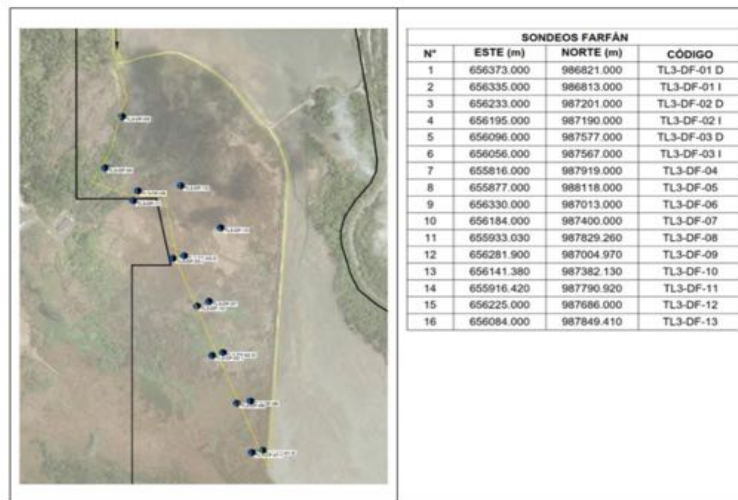 SONDEOS FARFÁN
N° ESTE (m) NORTE (m) CÓDIGO
1 656373.000 986821.000 TL3-DF-01 D
2 656335.000 986813.000 TL3-DF-01 I
3 656233.000 987201.000 TL3-DF-02 D
4 656195.000 987190.000 TL3-DF-02 I
5 656096.000 987577.000 TL3-DF-03 D
6 656056.000 987567.000 TL3-DF-03 I
7 655816.000 987919.000 TL3-DF-04
8 655877.000 988118.000 TL3-DF-05
9 656330.000 987013.000 TL3-DF-06
10 656184.000 987400.000 TL3-DF-07
11 655933.030 987829.260 TL3-DF-08
12 656281.900 987004.970 TL3-DF-09
13 656141.380 987382.130 TL3-DF-10
14 655916.420 987790.920 TL3-DF-11
15 656225.000 987686.000 TL3-DF-12
16 656084.000 987849.410 TL3-DF-13